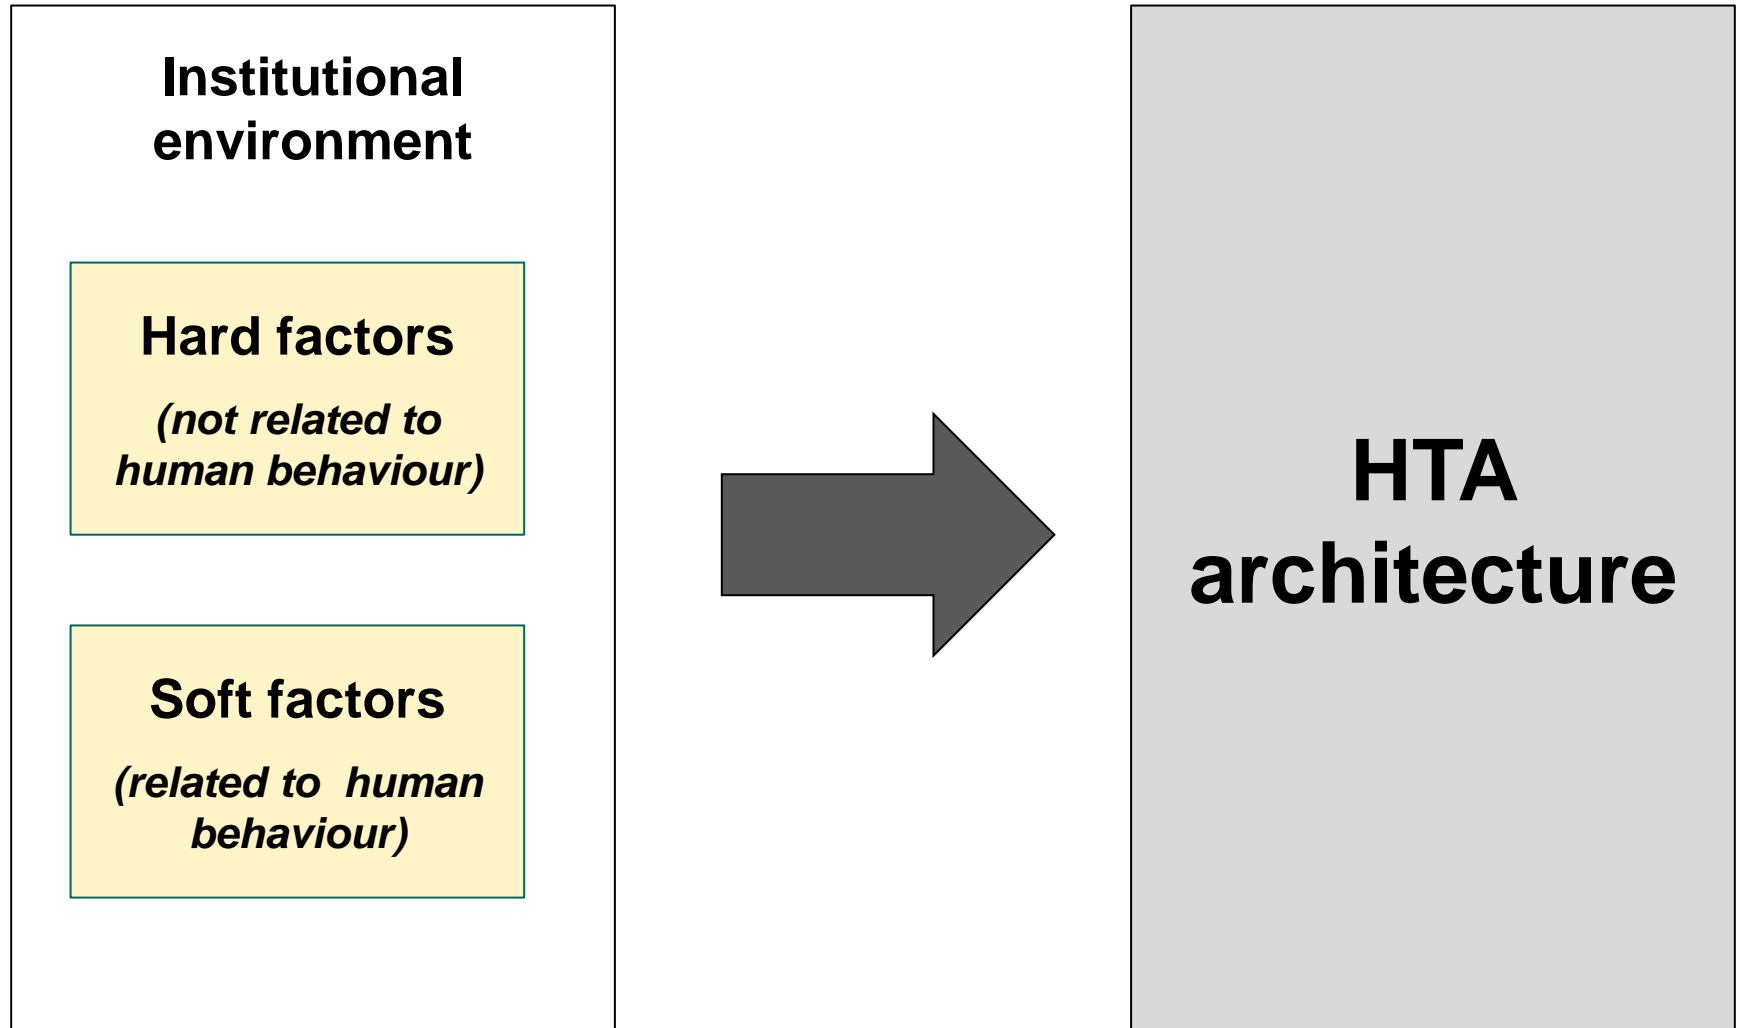 Institutional
environment
Hard factors
(not related to
human behaviour)
Soft factors
(related to  human
behaviour)
HTA
architecture